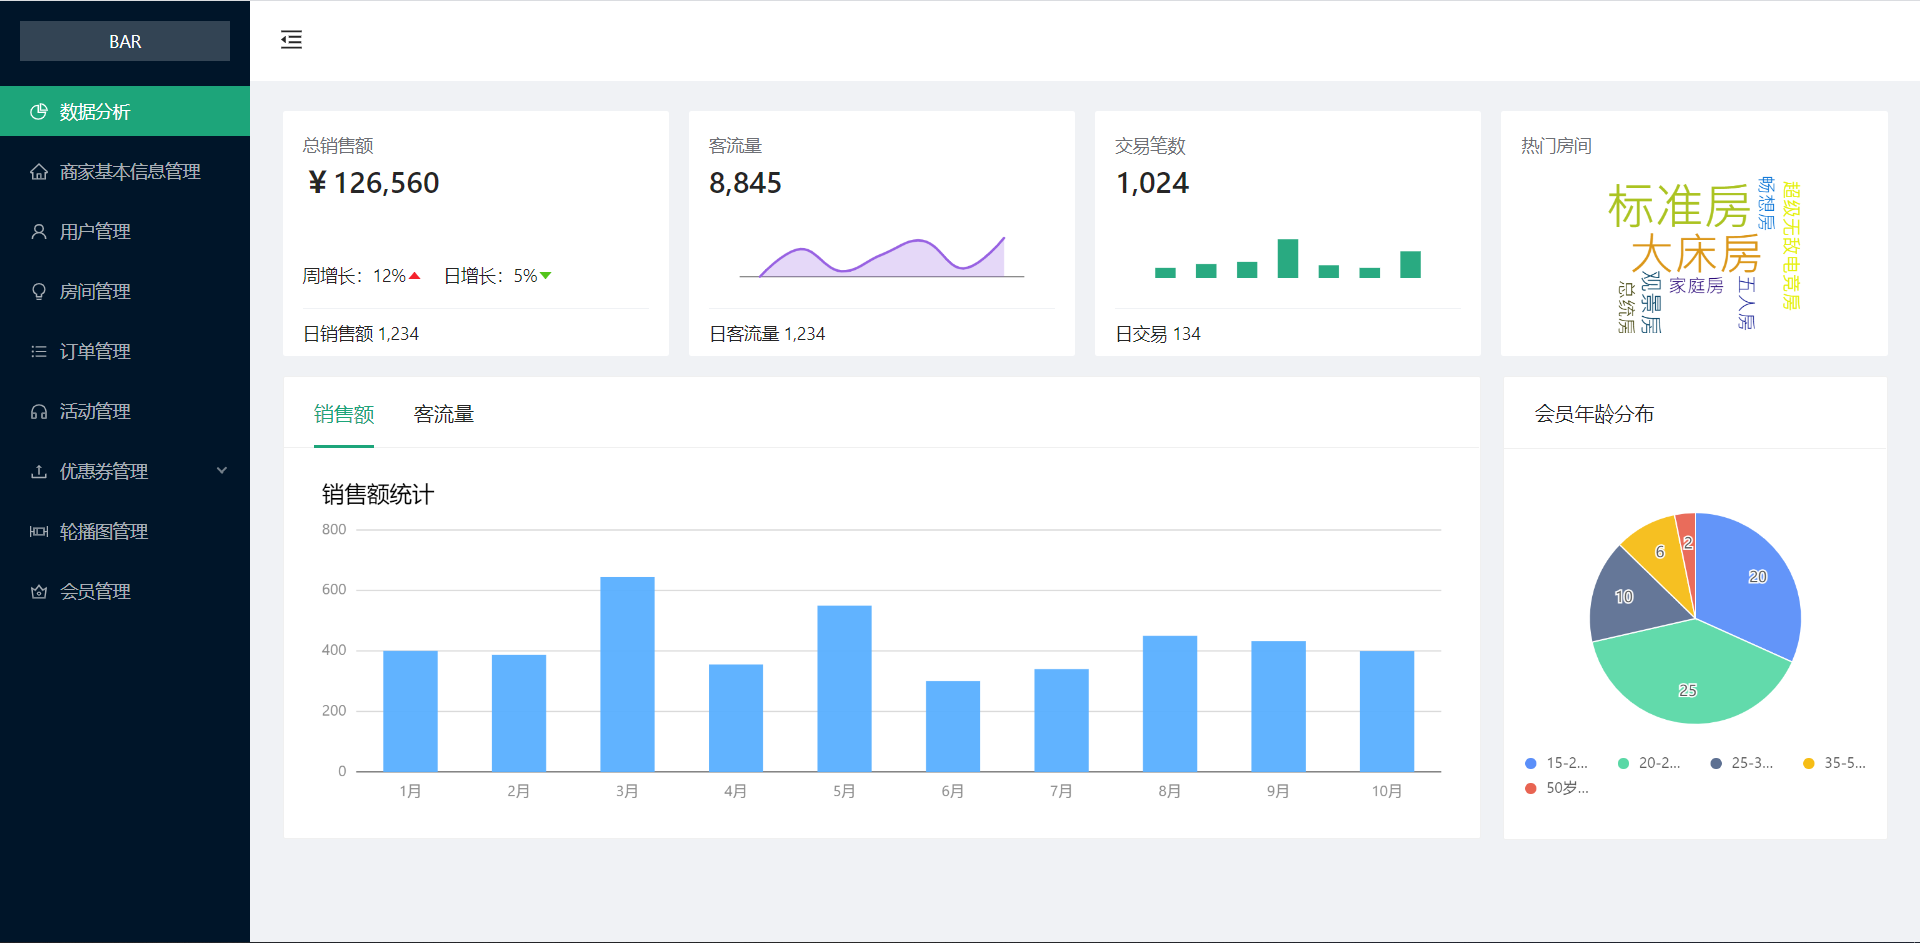 BAR
数据分析
商家基本信息管理
用户管理
房间管理
订单管理
活动管理
优惠券管理
轮播图管理
会员管理
总销售额
¥ 126,560
周增长：12% 日增长：5%
日销售额 1,234
客流量
8,845
日客流量 1,234
交易笔数
1,024
日交易 134
热门房间
标准房
大床房
畅想房
超级无敌电竞房
总统房
观景房
家庭房
五人房
销售额 客流量
销售额统计
800
600
400
200
0
1月 2月 3月 4月 5月 6月 7月 8月 9月 10月
会员年龄分布
2
6
20
10
25
15-2... 20-2... 25-3... 35-5...
50岁...